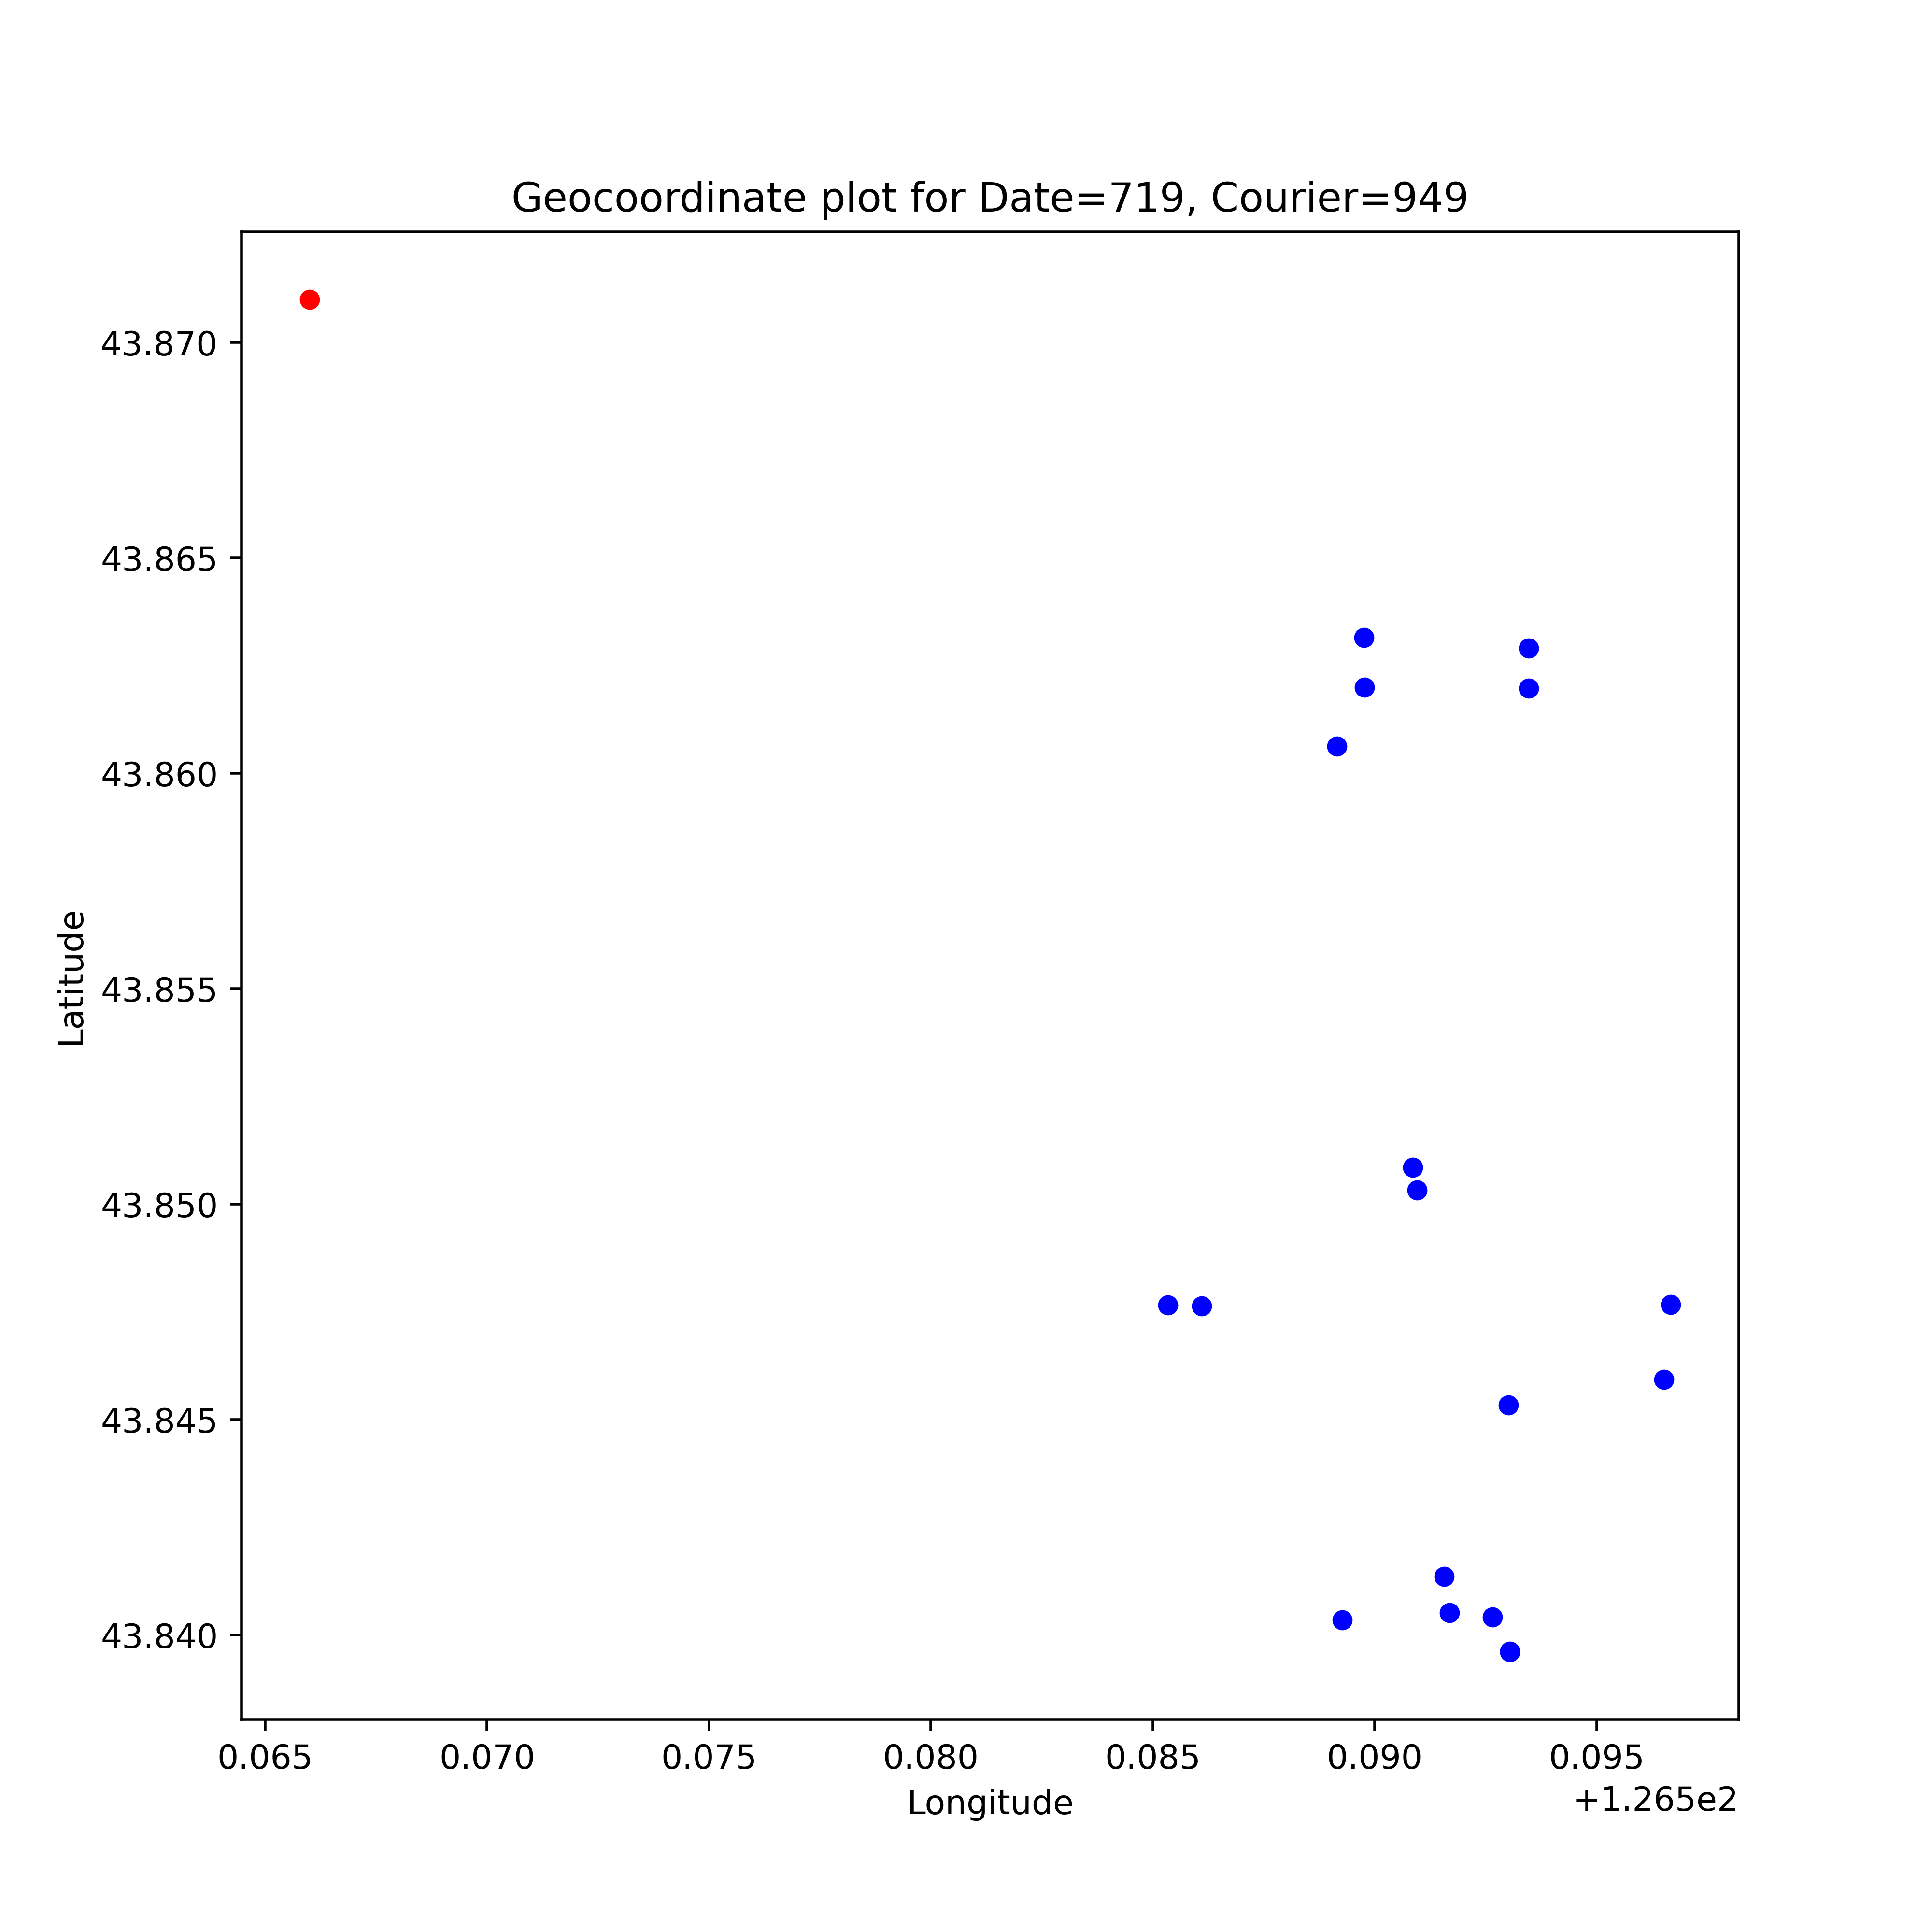 Geocoordinate plot for Date=719, Courier=949
43.870
43.865
43.860
43.855
43.850
43.845
43.840
Latitude
0.065 0.070 0.075 0.080 0.085 0.090 0.095
+1.265e2
Longitude